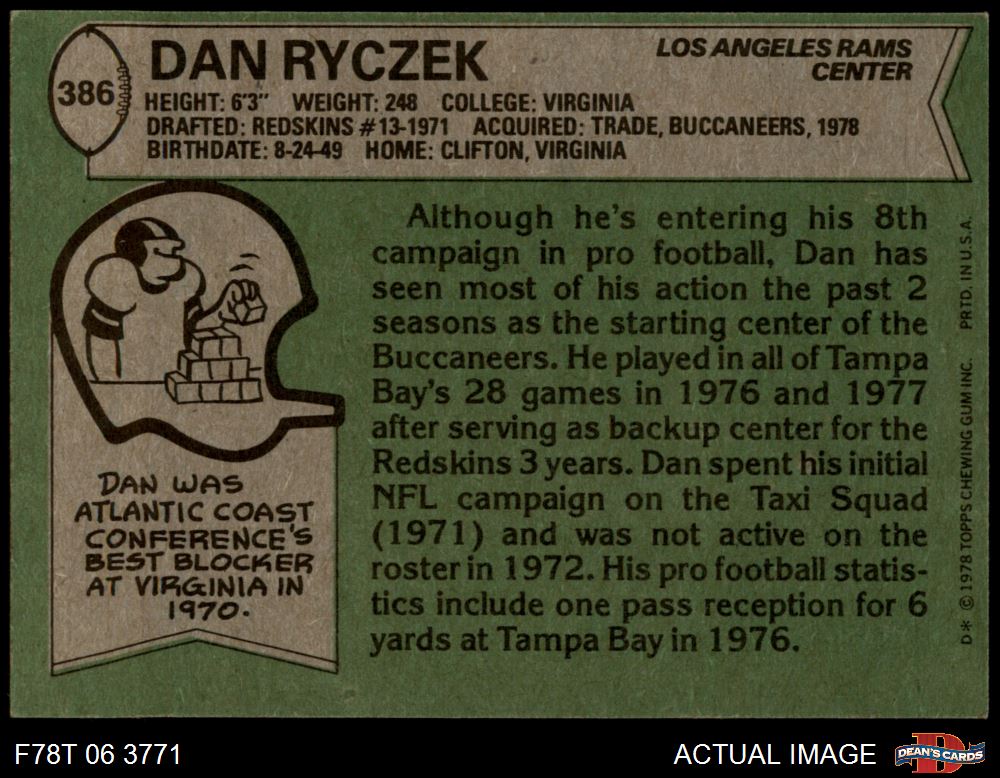 386
DAN RYCZEK
LOS ANGELES RAMS
CENTER
HEIGHT: 6'3" WEIGHT: 248 COLLEGE: VIRGINIA
DRAFTED: REDSKINS #13-1971 ACQUIRED: TRADE, BUCCANEERS, 1978
BIRTHDATE: 8-24-49 HOME: CLIFTON, VIRGINIA
DAN WAS
ATLANTIC COAST
CONFERENCE'S
BEST BLOCKER
AT VIRGINIA IN
1970.
Although he's entering his 8th
campaign in pro football, Dan has
seen most of his action the past 2
seasons as the starting center of the
Buccaneers. He played in all of Tampa
Bay's 28 games in 1976 and 1977
after serving as backup center for the
Redskins 3 years. Dan spent his initial
NFL campaign on the Taxi Squad
(1971) and was not active on the
roster in 1972. His pro football statis-
tics include one pass reception for 6
yards at Tampa Bay in 1976.
D* © 1978 TOPPS CHEWING GUM INC. PRTD. IN U.S.A.
F78T 06 3771
ACTUAL IMAGE
D
DEAN'S CARDS